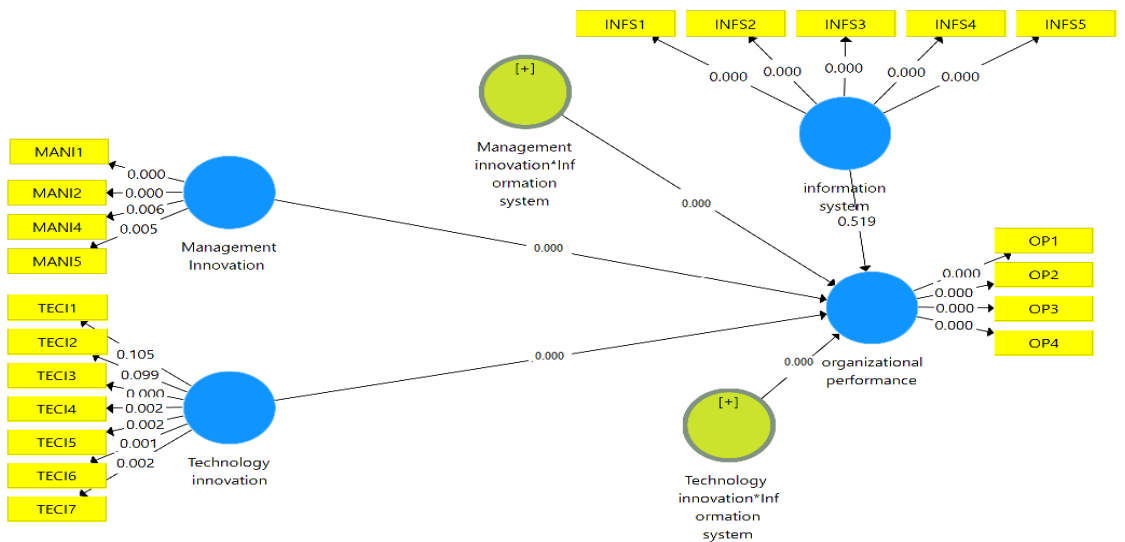 INFS1 INFS2 INFS3 INFS4 INFS5
0.000 0.000 0.000 0.000 0.000
[+]
Management
innovation*Inf
ormation
system
information
system
0.519
0.000
MANI1
MANI2
MANI4
MANI5
0.000
0.000
0.006
0.005
Management
Innovation
0.000
OP1
OP2
OP3
OP4
0.000
0.000
0.000
0.000
organizational
performance
TECI1
TECI2
TECI3
TECI4
TECI5
TECI6
TECI7
0.105
0.099
0.000
0.002
0.002
0.001
0.002
Technology
innovation
0.000
0.000
[+]
Technology
innovation*Inf
ormation
system